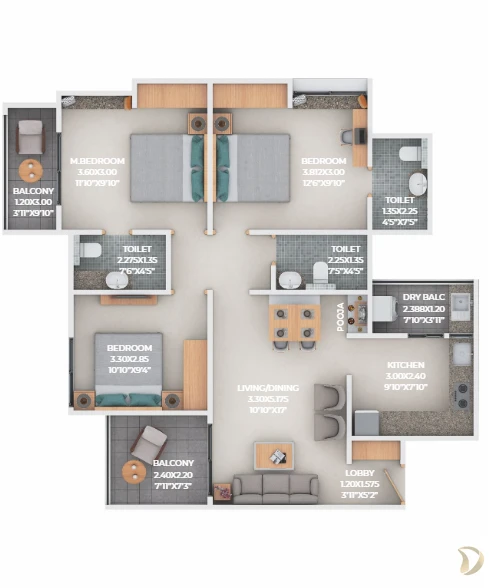 M.BEDROOM
3.60X3.00
11'10"X9'10"
BEDROOM
3.812X3.00
12'6"X9'10"
BALCONY
1.20X3.00
3'11"X9'10"
TOILET
1.35X2.25
4'5"X7'5"
TOILET
2.275X1.35
7'6"X4'5"
TOILET
2.25X1.35
7'5"X4'5"
DRY BALC
2.388X1.20
7'10"X3'11"
POOJA
BEDROOM
3.30X2.85
10'10"X9'4"
KITCHEN
3.00X2.40
9'10"X7'10"
LIVING/DINING
3.30X5.175
10'10"X17'
BALCONY
2.40X2.20
7'11"X7'3"
LOBBY
1.20X1.575
3'11"X5'2"